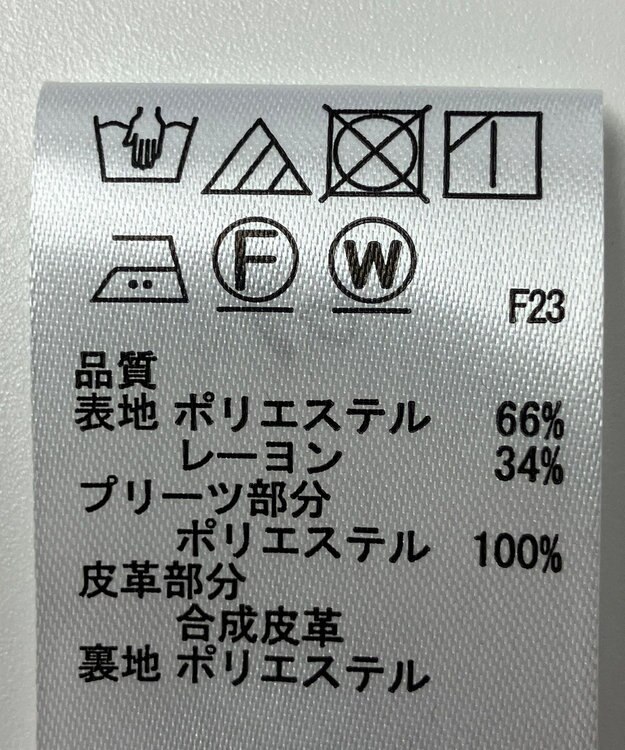 F W
F23
品質
表地 ポリエステル 66%
レーヨン 34%
プリーツ部分
ポリエステル 100%
皮革部分
合成皮革
裏地 ポリエステル